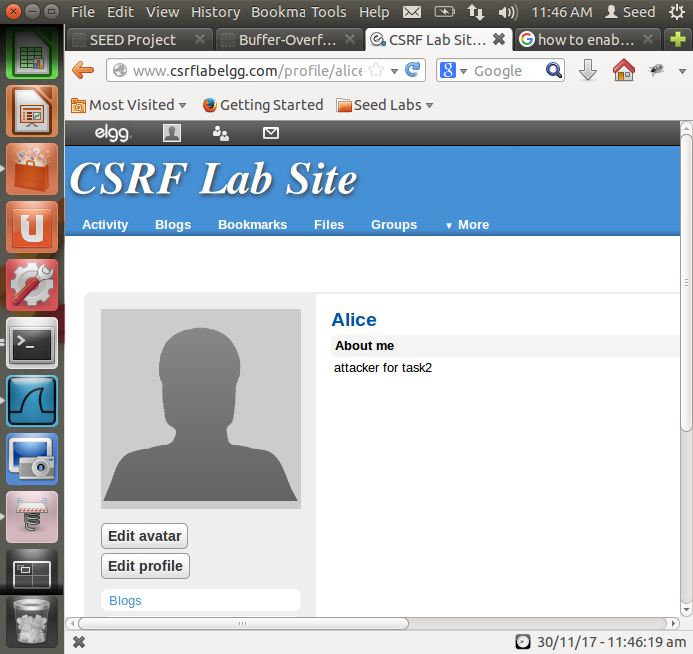 File Edit View History Bookma Tools Help 11:46 AM Seed
SEED Project Buffer-Overf... CSRF Lab Sit... how to enab...
www.csrflabelgg.com/profile/alice Google
Most Visited Getting Started Seed Labs
elgg.
CSRF Lab Site
Activity Blogs Bookmarks Files Groups More
Alice
About me
attacker for task2
Edit avatar
Edit profile
Blogs
30/11/17 - 11:46:19 am